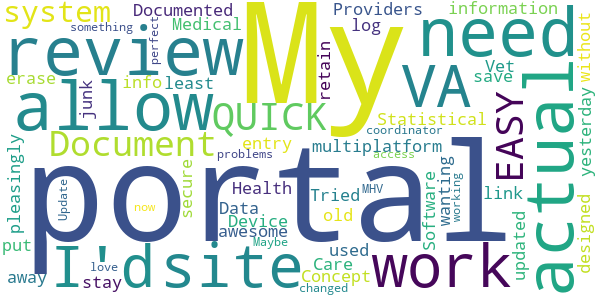 system
something
perfect
Documented
Medical
Providers
log
information
without
My
review
need
erase
info
least
junk
retain
VA
Vet
save
actual
yesterday
allow
QUICK
EASY
Statistical
coordinator
Document
entry
multiplatform
pleasingly
portal
problems
access
secure
Health
Tried
MHV
wanting
working
link
designed
Update
now
Data
Device
old
awesome
Maybe
used
Software
updated
put
I'd
site
Care
work
away
love
stay
Concept
changed